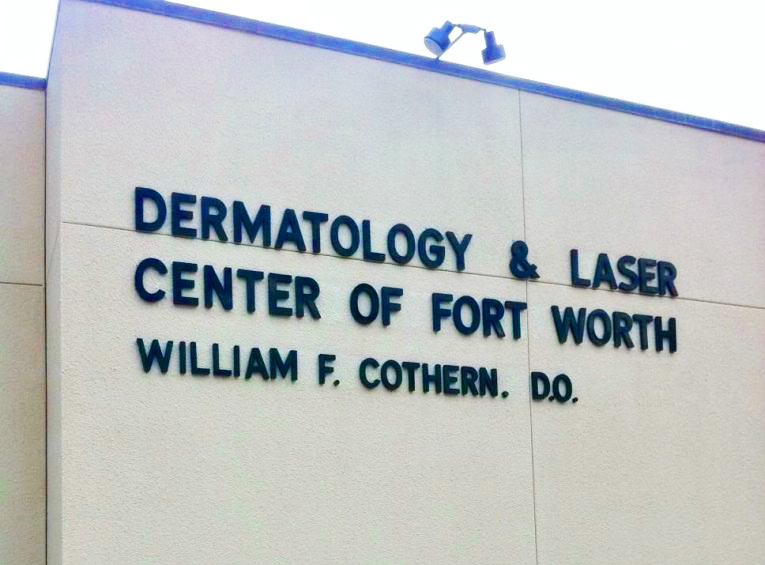 DERMATOLOGY & LASER
CENTER OF FORT WORTH
WILLIAM F. COTHERN. D.O.